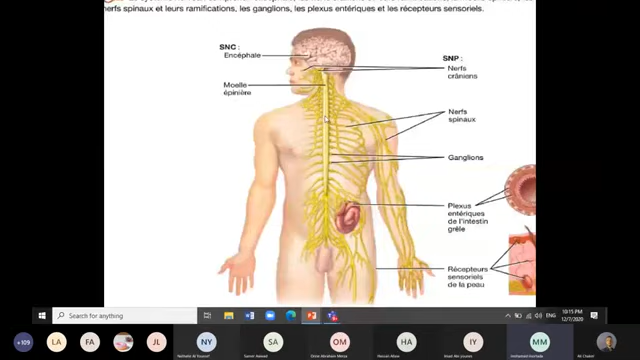 nerfs spinaux et leurs ramifications, les ganglions, les plexus entériques et les récepteurs sensoriels.
SNC :
Encéphale
Moelle
épinière
SNP :
Nerfs
crâniens
Nerfs
spinaux
Ganglions
Plexus
entériques
de l'intestin
grêle
Récepteurs
sensoriels
de la peau
Search for anything
ENG
10:15 PM
12/7/2020
+109
LA
FA
JL
NY
SA
OM
HA
IY
MM